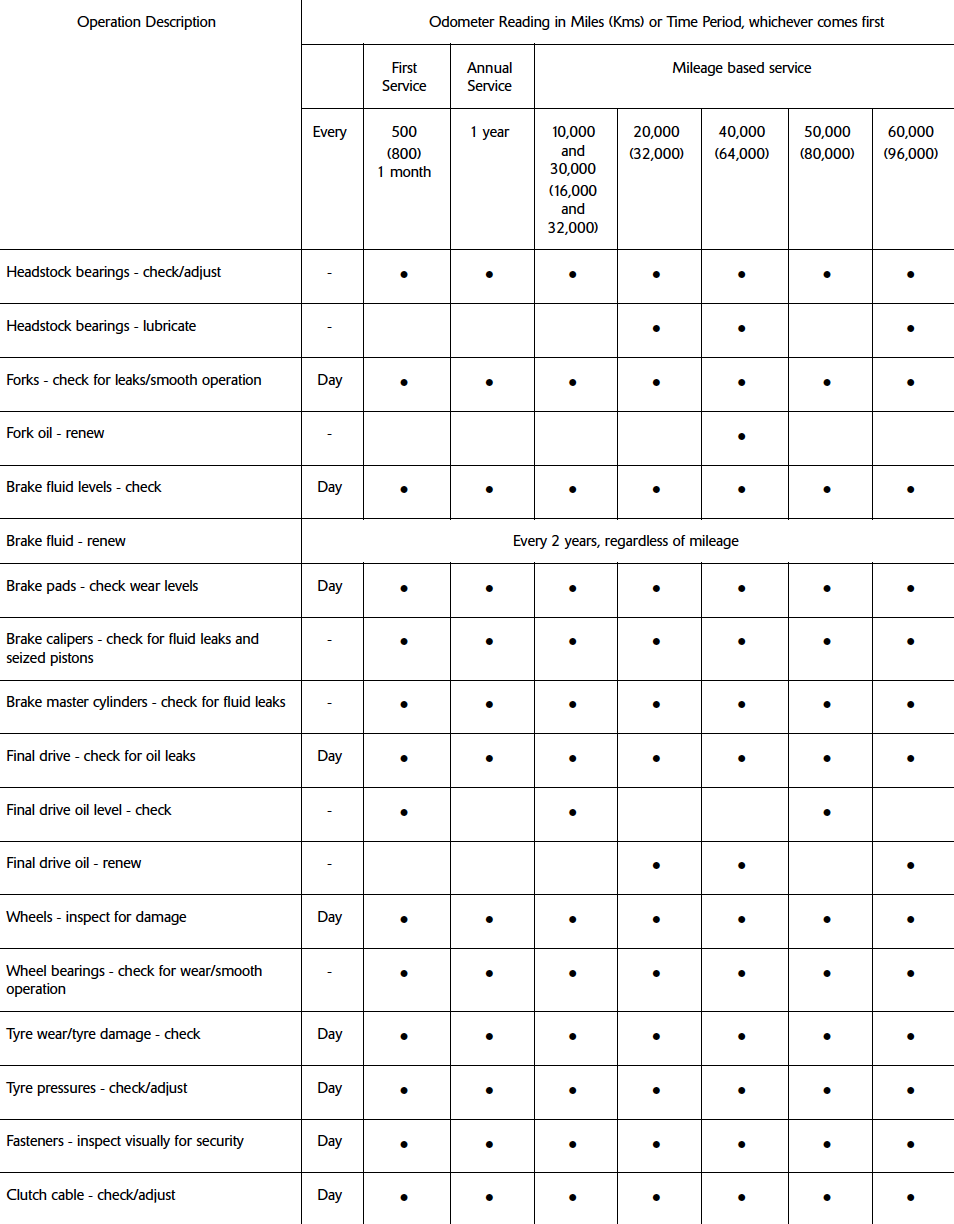 Operation Description
Odometer Reading in Miles (Kms) or Time Period, whichever comes first
First
Service
Annual
Service
Mileage based service
Every
500
(800)
1 month
1 year
10,000
and
30,000
(16,000
and
32,000)
20,000
(32,000)
40,000
(64,000)
50,000
(80,000)
60,000
(96,000)
Headstock bearings - check/adjust - ● ● ● ● ● ● ●
Headstock bearings - lubricate - ● ● ●
Forks - check for leaks/smooth operation Day ● ● ● ● ● ● ●
Fork oil - renew - ●
Brake fluid levels - check Day ● ● ● ● ● ● ●
Brake fluid - renew Every 2 years, regardless of mileage
Brake pads - check wear levels Day ● ● ● ● ● ● ●
Brake calipers - check for fluid leaks and
seized pistons - ● ● ● ● ● ● ●
Brake master cylinders - check for fluid leaks - ● ● ● ● ● ● ●
Final drive - check for oil leaks Day ● ● ● ● ● ● ●
Final drive oil level - check - ● ● ●
Final drive oil - renew - ● ● ●
Wheels - inspect for damage Day ● ● ● ● ● ● ●
Wheel bearings - check for wear/smooth
operation - ● ● ● ● ● ● ●
Tyre wear/tyre damage - check Day ● ● ● ● ● ● ●
Tyre pressures - check/adjust Day ● ● ● ● ● ● ●
Fasteners - inspect visually for security Day ● ● ● ● ● ● ●
Clutch cable - check/adjust Day ● ● ● ● ● ● ●